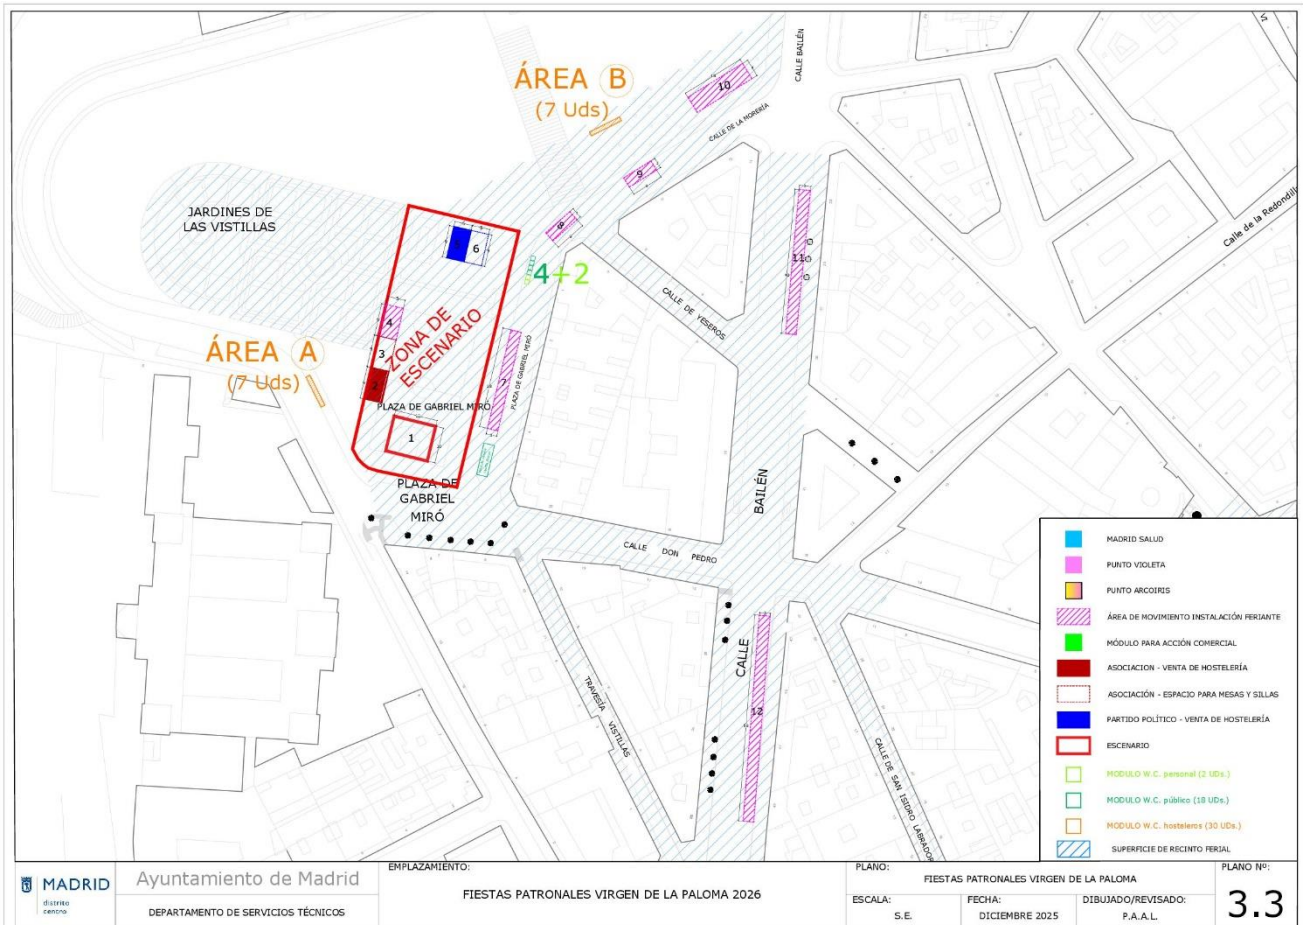 ÁREA B
(7 Uds)
10
CALLE BAILÉN
VI
CALLE DE LA MORERÍA
9
8
JARDINES DE
LAS VISTILLAS
5
6
4+2
11
Calle de la Redondilla
CALLE DE YESEROS
4
3
2
ZONA DE
ESCENARIO
ÁREA A
(7 Uds)
7
PLAZA DE GABRIEL MIRÓ
PLAZA DE GABRIEL MIRÓ
1
PLAZA DE
GABRIEL
MIRÓ
BAILÉN
CALLE DON PEDRO
CALLE
12
TRAVESÍA VISTILLAS
CALLE DE SAN ISIDRO LABRADOR
MADRID SALUD
PUNTO VIOLETA
PUNTO ARCOIRIS
ÁREA DE MOVIMIENTO INSTALACIÓN FERIANTE
MÓDULO PARA ACCIÓN COMERCIAL
ASOCIACION - VENTA DE HOSTELERÍA
ASOCIACIÓN - ESPACIO PARA MESAS Y SILLAS
PARTIDO POLÍTICO - VENTA DE HOSTELERÍA
ESCENARIO
MODULO W.C. personal (2 UDs.)
MODULO W.C. público (18 UDs.)
MODULO W.C. hosteleros (30 UDs.)
SUPERFICIE DE RECINTO FERIAL
MADRID
distrito
centro
Ayuntamiento de Madrid
DEPARTAMENTO DE SERVICIOS TÉCNICOS
EMPLAZAMIENTO:
FIESTAS PATRONALES VIRGEN DE LA PALOMA 2026
PLANO:
FIESTAS PATRONALES VIRGEN DE LA PALOMA
ESCALA:
S.E.
FECHA:
DICIEMBRE 2025
DIBUJADO/REVISADO:
P.A.A.L.
PLANO Nº:
3.3